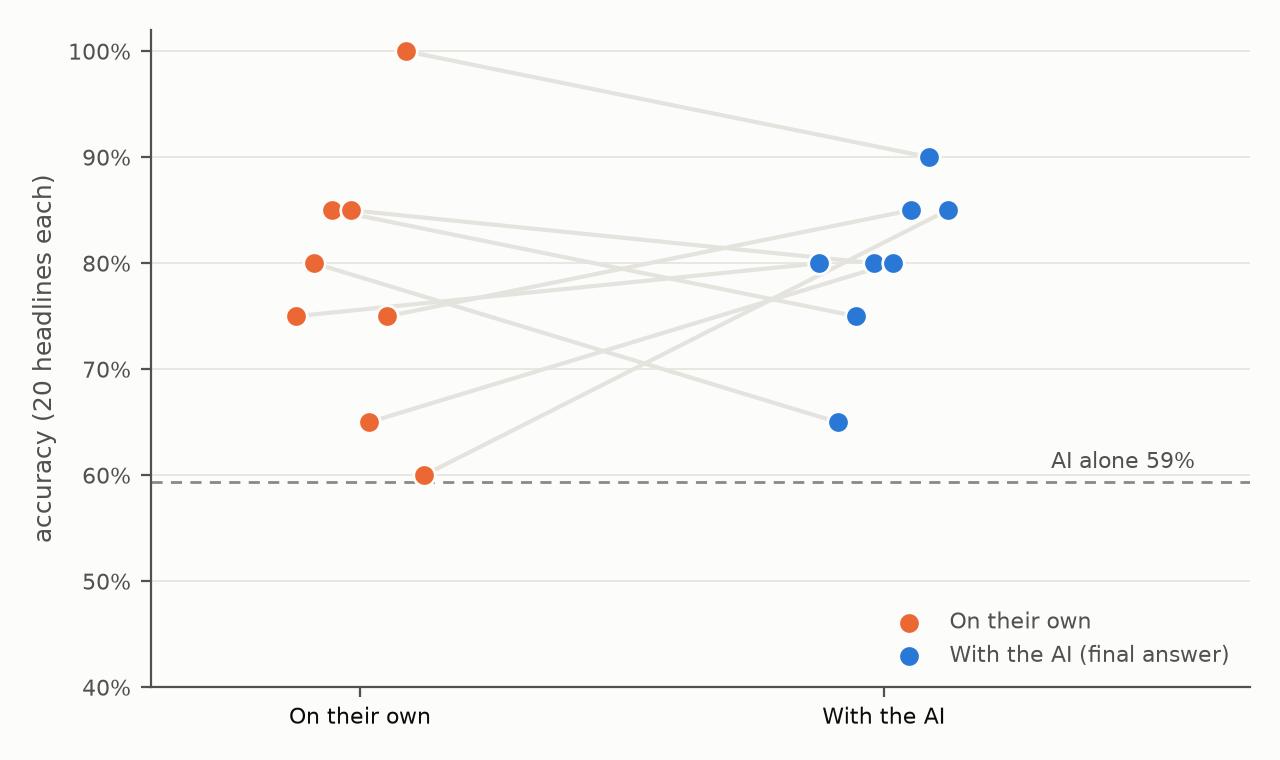 100%
90%
80%
70%
60%
50%
40%
accuracy (20 headlines each)
AI alone 59%
On their own
With the AI (final answer)
On their own
With the AI